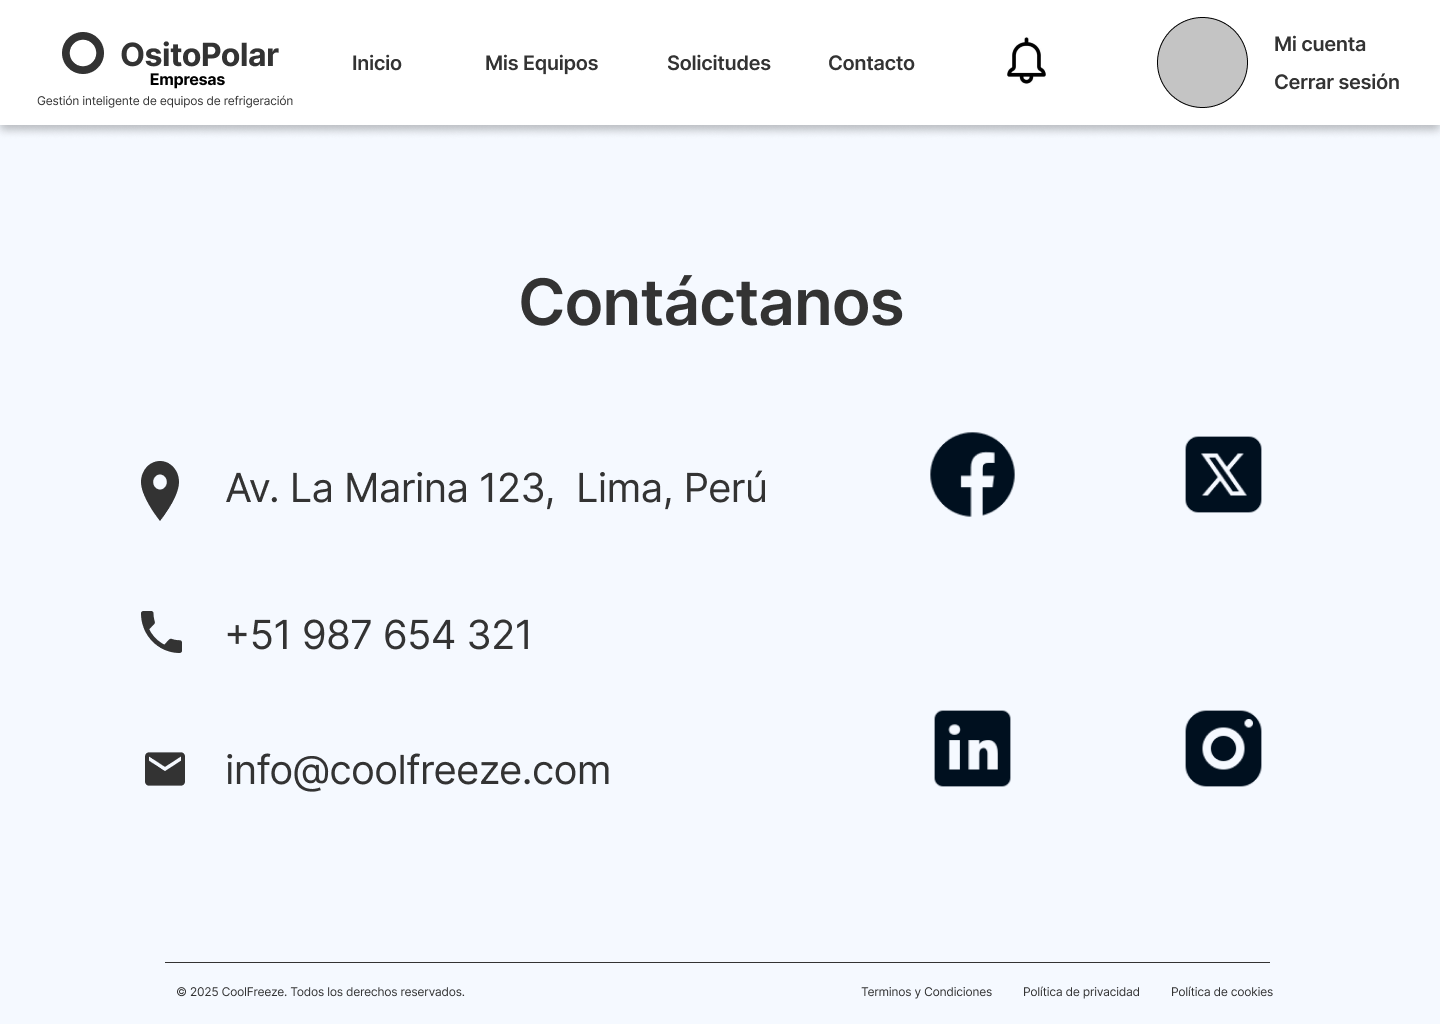 OsitoPolar
Empresas
Gestión inteligente de equipos de refrigeración
Inicio
Mis Equipos
Solicitudes
Contacto
Mi cuenta
Cerrar sesión
Contáctanos
Av. La Marina 123,  Lima, Perú
+51 987 654 321
info@coolfreeze.com
© 2025 CoolFreeze. Todos los derechos reservados.
Terminos y Condiciones
Política de privacidad
Política de cookies